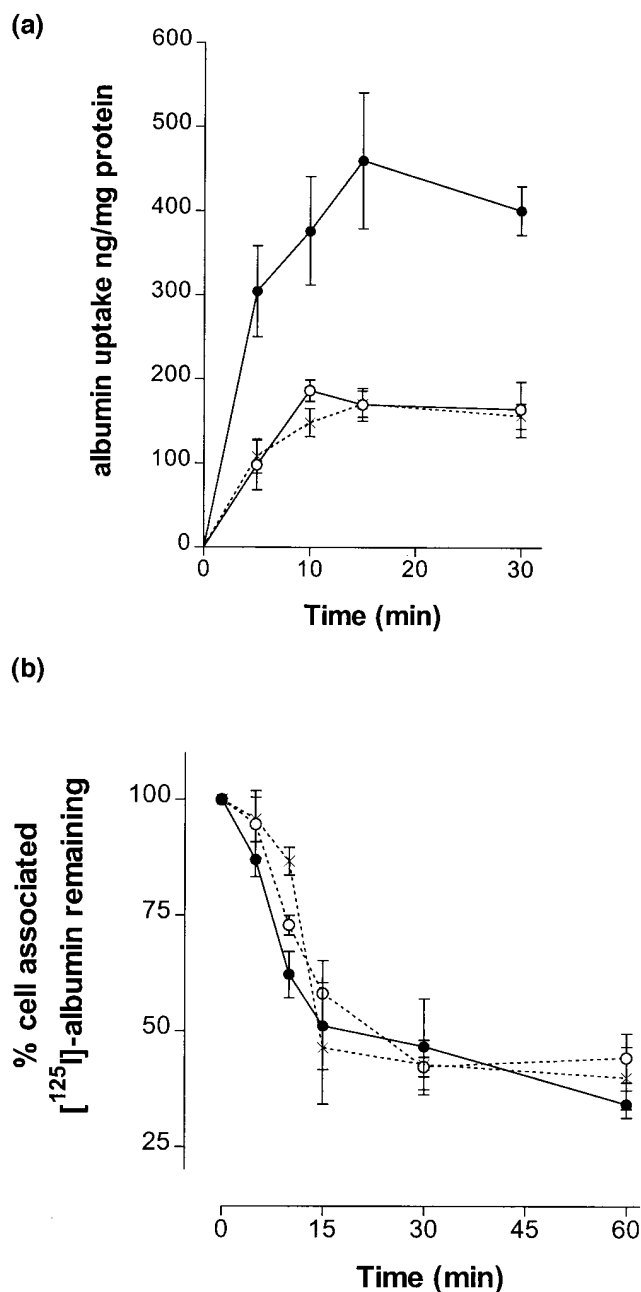 (a)
600
500
400
300
200
100
0
albumin uptake ng/mg protein
0 10 20 30
Time (min)
(b)
100
75
50
25
% cell associated
[¹²⁵I]-albumin remaining
0 15 30 45 60
Time (min)